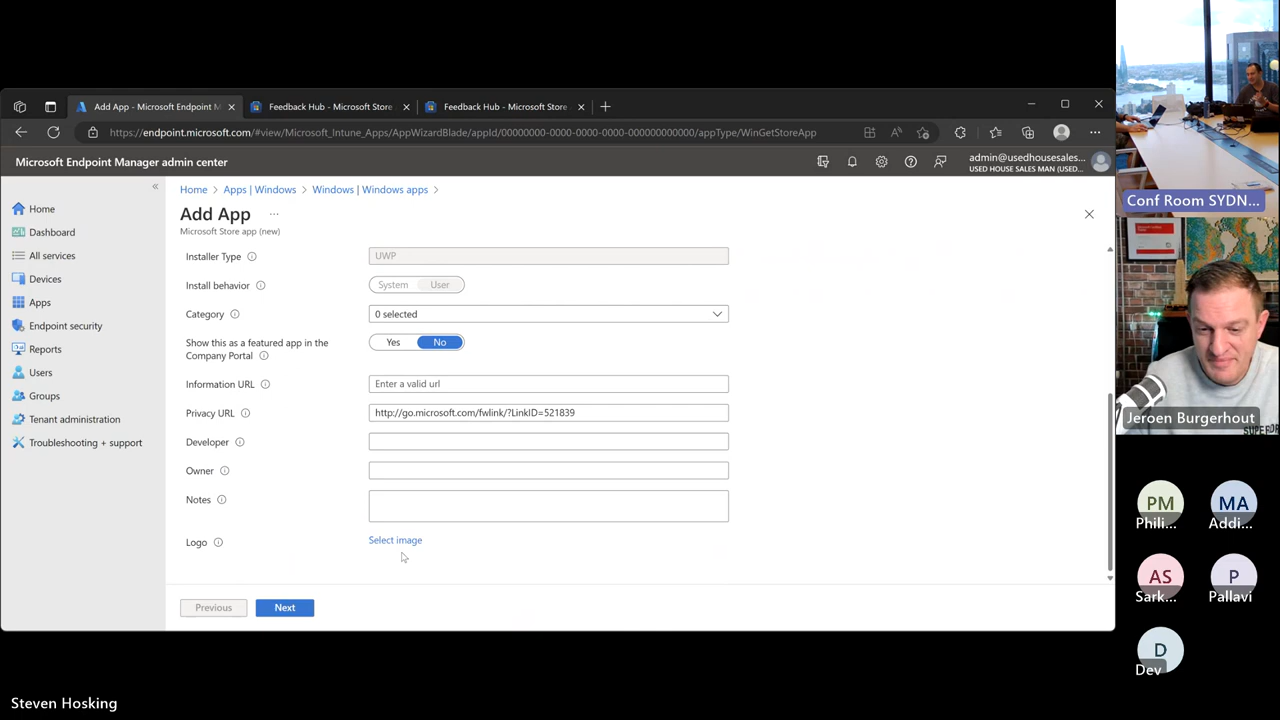 Add App - Microsoft Endpoint M
Feedback Hub - Microsoft Store
Feedback Hub - Microsoft Store
https://endpoint.microsoft.com/#view/Microsoft_Intune_Apps/AppWizardBlade/appId/00000000-0000-0000-0000-000000000000/appType/WinGetStoreApp
Microsoft Endpoint Manager admin center
admin@usedhousesales...
USED HOUSE SALES MAN (USED...
Home
Dashboard
All services
Devices
Apps
Endpoint security
Reports
Users
Groups
Tenant administration
Troubleshooting + support
Home > Apps | Windows > Windows | Windows apps >
Add App ...
Microsoft Store app (new)
Installer Type UWP
Install behavior System User
Category 0 selected
Show this as a featured app in the
Company Portal
Yes No
Information URL Enter a valid url
Privacy URL http://go.microsoft.com/fwlink/?LinkID=521839
Developer
Owner
Notes
Logo Select image
Previous Next
Conf Room SYDN...
Jeroen Burgerhout
SUPERDR
PM
Phili...
MA
Addi...
AS
Sark...
P
Pallavi
D
Dev
Steven Hosking